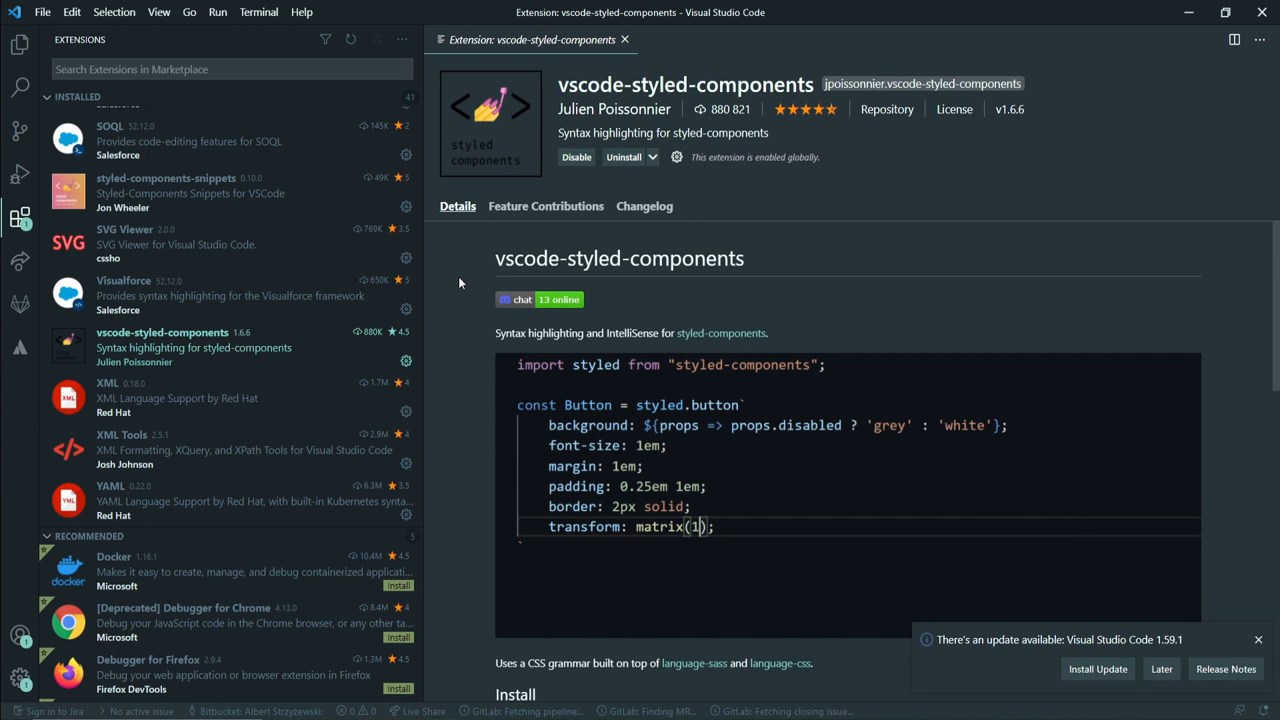 File Edit Selection View Go Run Terminal Help
Extension: vscode-styled-components - Visual Studio Code
EXTENSIONS
Search Extensions in Marketplace
INSTALLED 41
SOQL 52.12.0 145K 2
Provides code-editing features for SOQL
Salesforce
styled-components-snippets 0.10.0 49K 5
Styled-Components Snippets for VSCode
Jon Wheeler
SVG
SVG Viewer 2.0.0 769K 3.5
SVG Viewer for Visual Studio Code.
cssho
Visualforce 52.12.0 650K 5
Provides syntax highlighting for the Visualforce framework
Salesforce
vscode-styled-components 1.6.6 880K 4.5
Syntax highlighting for styled-components
Julien Poissonnier
XML 0.18.0 1.7M 4
XML Language Support by Red Hat
Red Hat
XML Tools 2.5.1 2.9M 4
XML Formatting, XQuery, and XPath Tools for Visual Studio Code
Josh Johnson
YAML 0.22.0 6.3M 3.5
YAML Language Support by Red Hat, with built-in Kubernetes synta...
Red Hat
RECOMMENDED 5
docker
Docker 1.16.1 10.4M 4.5
Makes it easy to create, manage, and debug containerized applicati...
Microsoft Install
[Deprecated] Debugger for Chrome 4.13.0 8.4M 4
Debug your JavaScript code in the Chrome browser, or any other ta...
Microsoft Install
Debugger for Firefox 2.9.4 1.3M 4.5
Debug your web application or browser extension in Firefox
Firefox DevTools Install
Extension: vscode-styled-components
styled
components
vscode-styled-components jpoissonnier.vscode-styled-components
Julien Poissonnier 880 821 Repository License v1.6.6
Syntax highlighting for styled-components
Disable Uninstall This extension is enabled globally.
Details Feature Contributions Changelog
vscode-styled-components
chat 13 online
Syntax highlighting and IntelliSense for styled-components.
import styled from "styled-components";
const Button = styled.button`
background: ${props => props.disabled ? 'grey' : 'white'};
font-size: 1em;
margin: 1em;
padding: 0.25em 1em;
border: 2px solid;
transform: matrix(1);
`
Uses a CSS grammar built on top of language-sass and language-css.
Install
There's an update available: Visual Studio Code 1.59.1
Install Update Later Release Notes
Sign in to Jira No active issue Bitbucket: Albert Strzyżewski: 0 0 Live Share GitLab: Fetching pipeline... GitLab: Finding MR... GitLab: Fetching closing issue...